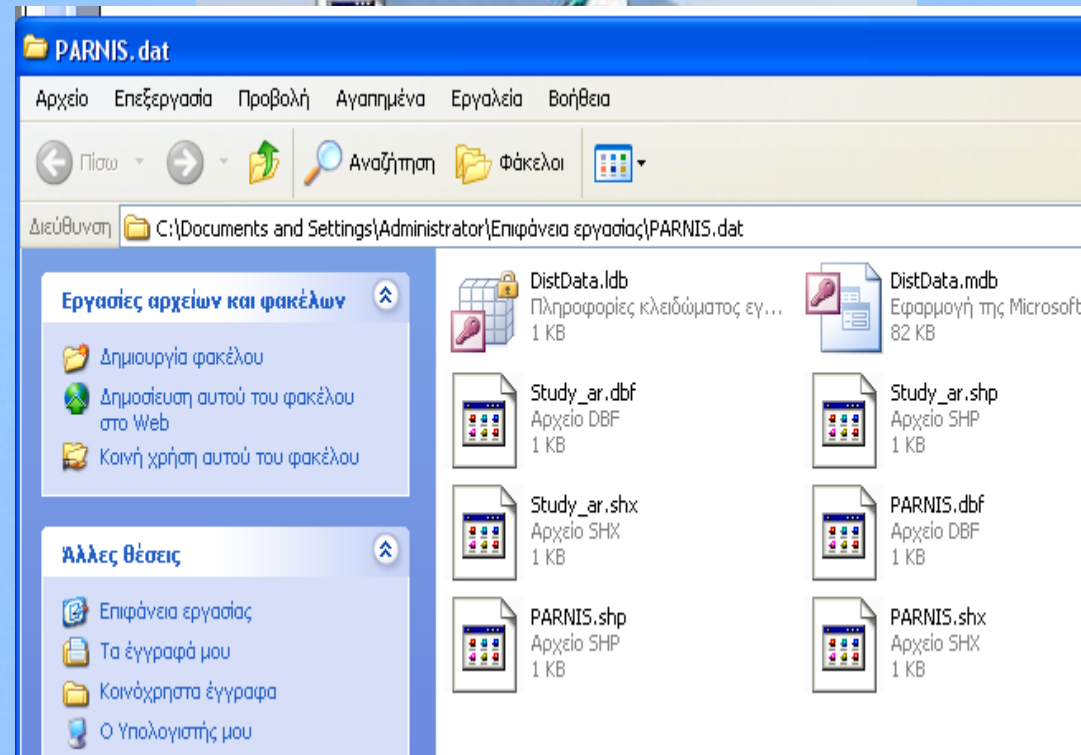 PARNIS.dat
Αρχείο Επεξεργασία Προβολή Αγαπημένα Εργαλεία Βοήθεια
Πίσω Αναζήτηση Φάκελοι
Διεύθυνση C:\Documents and Settings\Administrator\Επιφάνεια εργασίας\PARNIS.dat
Εργασίες αρχείων και φακέλων
Δημιουργία φακέλου
Δημοσίευση αυτού του φακέλου
στο Web
Κοινή χρήση αυτού του φακέλου
Άλλες θέσεις
Επιφάνεια εργασίας
Τα έγγραφά μου
Κοινόχρηστα έγγραφα
Ο Υπολογιστής μου
DistData.ldb
Πληροφορίες κλειδώματος εγ...
1 KB
DistData.mdb
Εφαρμογή της Microsoft
82 KB
Study_ar.dbf
Αρχείο DBF
1 KB
Study_ar.shp
Αρχείο SHP
1 KB
Study_ar.shx
Αρχείο SHX
1 KB
PARNIS.dbf
Αρχείο DBF
1 KB
PARNIS.shp
Αρχείο SHP
1 KB
PARNIS.shx
Αρχείο SHX
1 KB